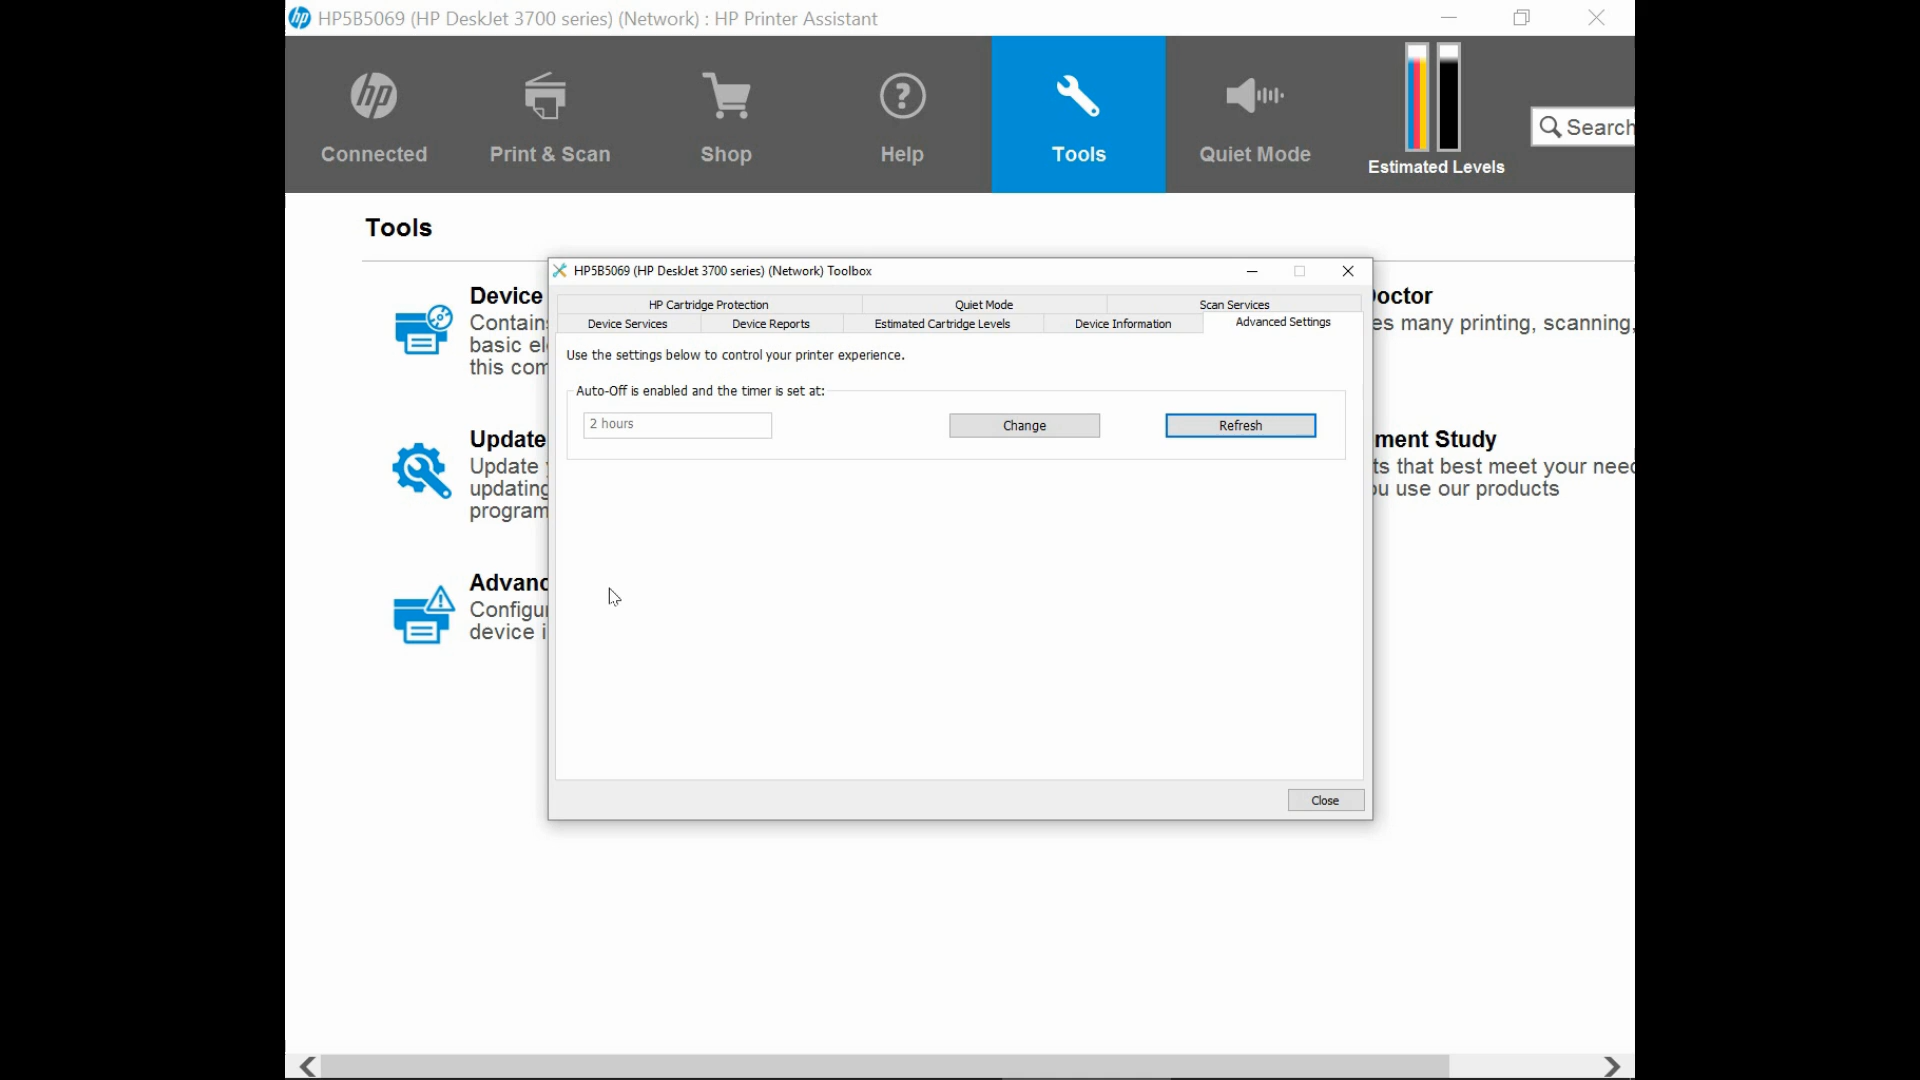 HP5B5069 (HP DeskJet 3700 series) (Network) : HP Printer Assistant
hp
Connected
Print & Scan
Shop
Help
Tools
Quiet Mode
Estimated Levels
Search
Tools
HP5B5069 (HP DeskJet 3700 series) (Network) Toolbox
HP Cartridge Protection
Quiet Mode
Scan Services
Device Services
Device Reports
Estimated Cartridge Levels
Device Information
Advanced Settings
Use the settings below to control your printer experience.
Auto-Off is enabled and the timer is set at:
2 hours
Change
Refresh
Close
Device
Contain
basic el
this com
Doctor
es many printing, scanning,
Update
Update
updating
program
ment Study
ts that best meet your need
ou use our products
Advanc
Configu
device i